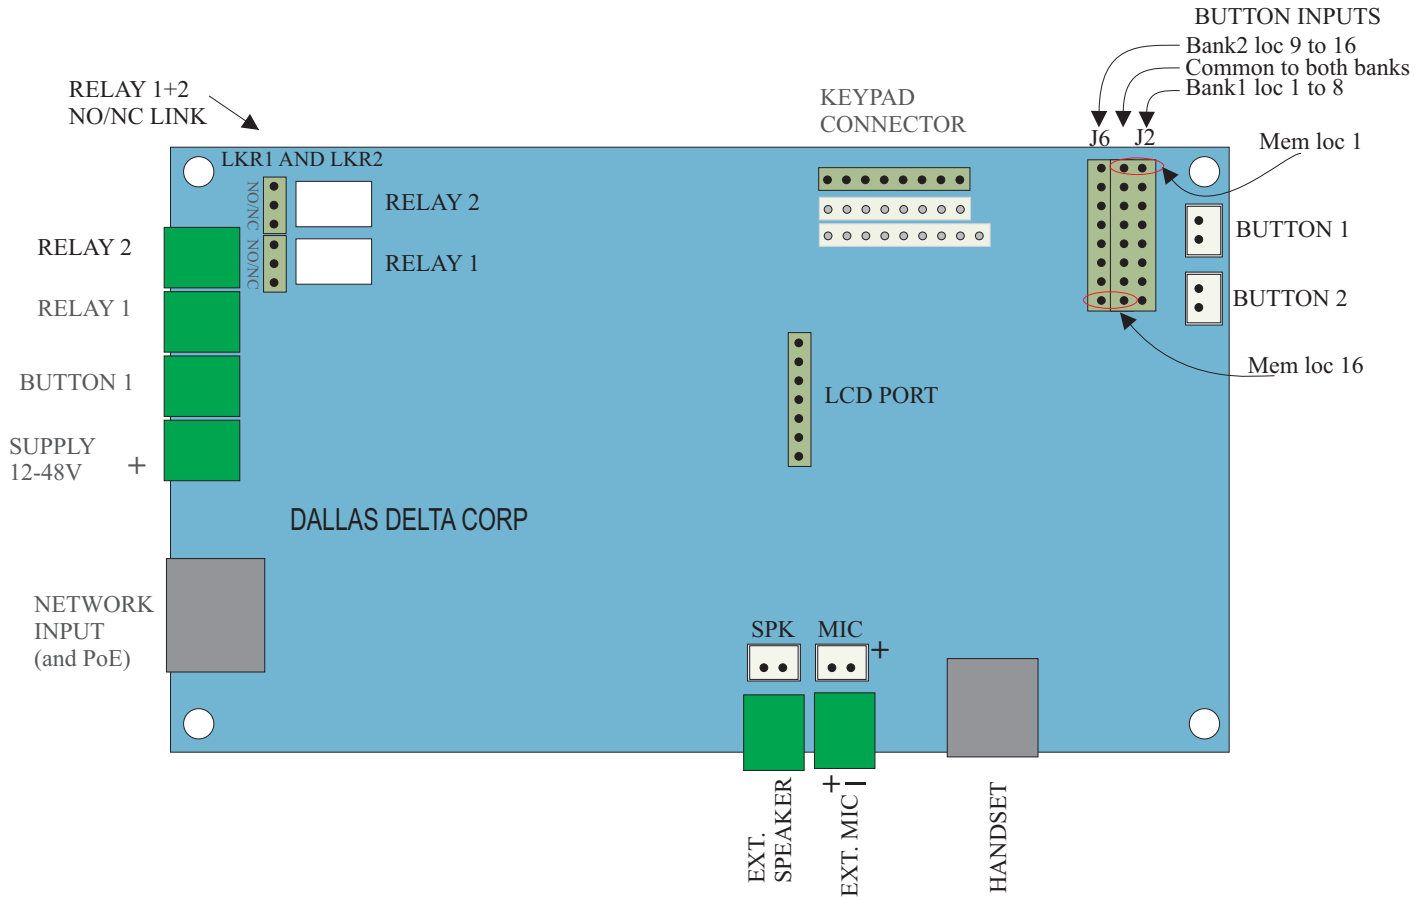 BUTTON INPUTS
Bank2 loc 9 to 16
Common to both banks
Bank1 loc 1 to 8
RELAY 1+2
NO/NC LINK
KEYPAD
CONNECTOR
J6
J2
Mem loc 1
LKR1 AND LKR2
NO/NC
RELAY 2
NO/NC
RELAY 1
BUTTON 1
BUTTON 2
Mem loc 16
RELAY 2
RELAY 1
BUTTON 1
SUPPLY
12-48V
+
LCD PORT
DALLAS DELTA CORP
NETWORK
INPUT
(and PoE)
SPK
MIC
+
+
−
EXT.
SPEAKER
EXT. MIC
HANDSET